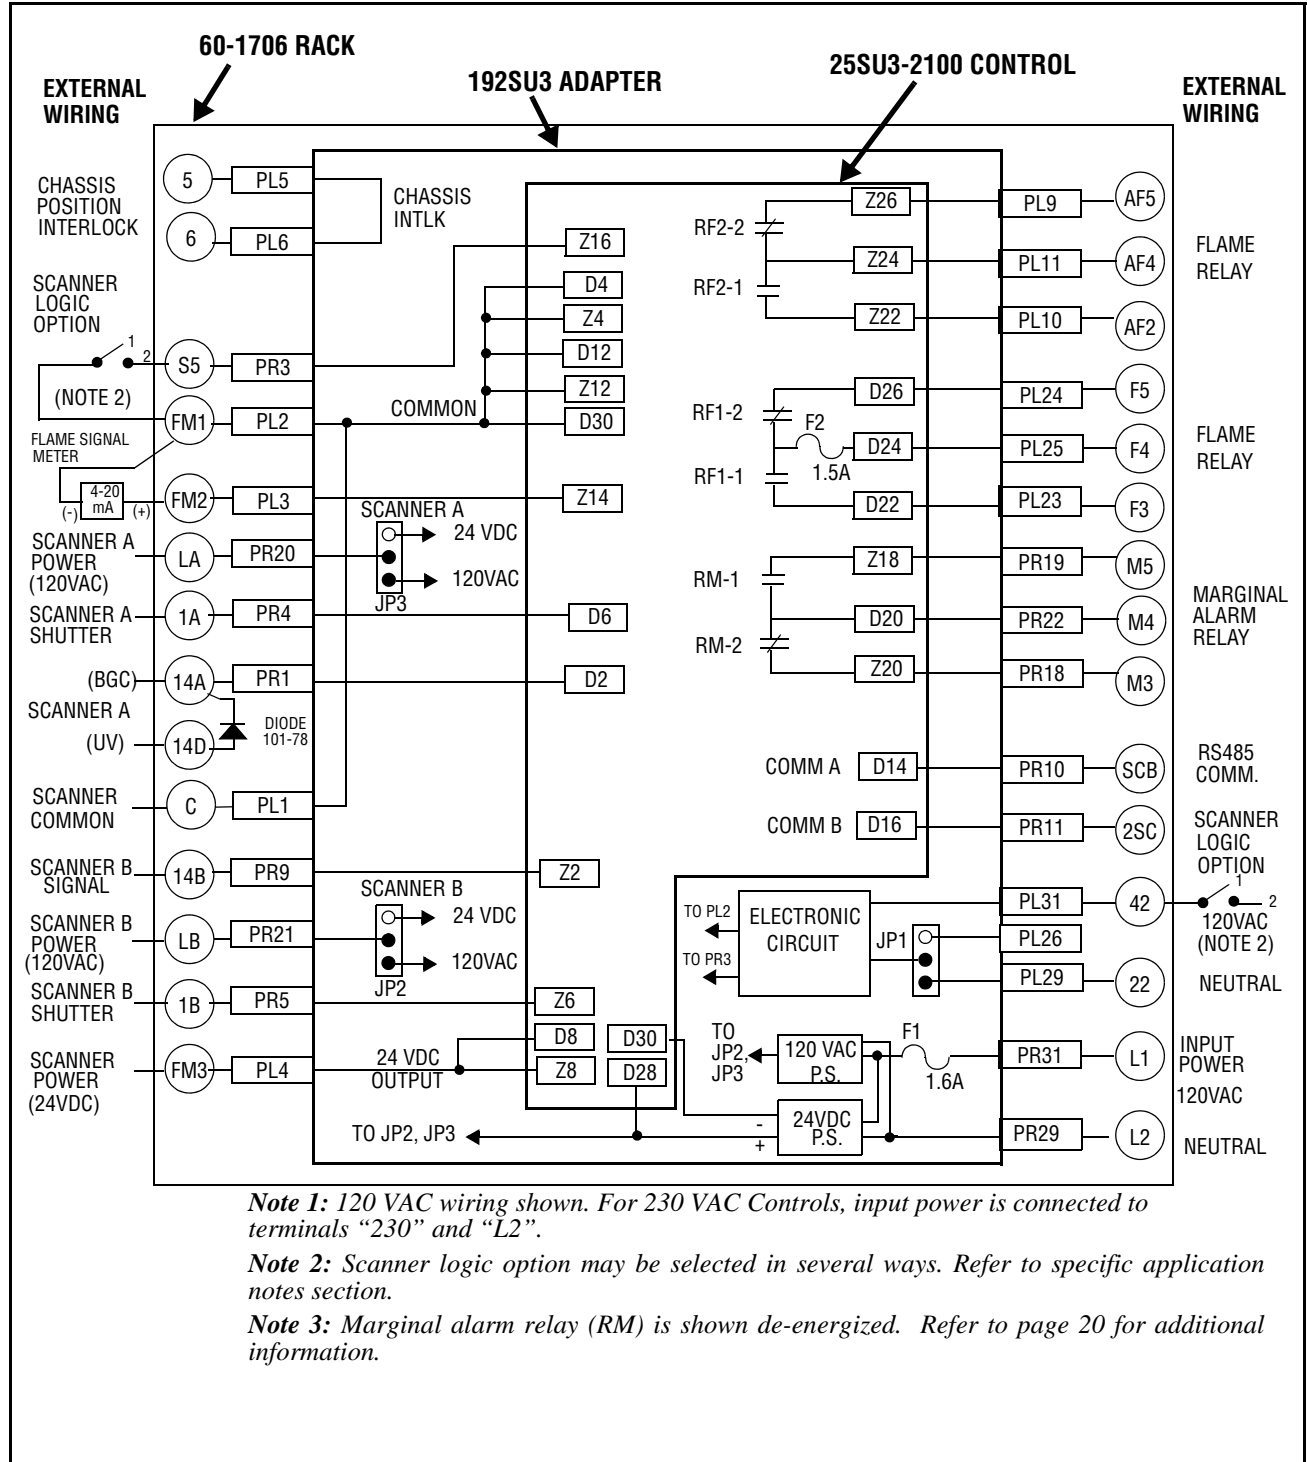 60-1706 RACK
192SU3 ADAPTER
25SU3-2100 CONTROL
EXTERNAL
WIRING
EXTERNAL
WIRING
CHASSIS
POSITION
INTERLOCK
5
PL5
6
PL6
CHASSIS
INTLK
SCANNER
LOGIC
OPTION
1
2
(NOTE 2)
S5
PR3
FM1
PL2
COMMON
FLAME SIGNAL
METER
4-20
mA
(-)
(+)
FM2
PL3
SCANNER A
POWER
(120VAC)
LA
PR20
SCANNER A
24 VDC
120VAC
JP3
SCANNER A
SHUTTER
1A
PR4
(BGC)
14A
PR1
SCANNER A
(UV)
14D
DIODE
101-78
SCANNER
COMMON
C
PL1
SCANNER B
SIGNAL
14B
PR9
SCANNER B
POWER
(120VAC)
LB
PR21
SCANNER B
24 VDC
120VAC
JP2
SCANNER B
SHUTTER
1B
PR5
SCANNER
POWER
(24VDC)
FM3
PL4
24 VDC
OUTPUT
TO JP2, JP3
Z16
D4
Z4
D12
Z12
D30
Z14
D6
D2
Z2
Z6
D8
Z8
D30
D28
RF2-2
RF2-1
Z26
Z24
Z22
PL9
PL11
PL10
AF5
AF4
AF2
FLAME
RELAY
RF1-2
RF1-1
F2
1.5A
D26
D24
D22
PL24
PL25
PL23
F5
F4
F3
FLAME
RELAY
RM-1
RM-2
Z18
D20
Z20
PR19
PR22
PR18
M5
M4
M3
MARGINAL
ALARM
RELAY
COMM A
D14
PR10
SCB
COMM B
D16
PR11
2SC
RS485
COMM.
SCANNER
LOGIC
OPTION
1
2
120VAC
(NOTE 2)
TO PL2
TO PR3
ELECTRONIC
CIRCUIT
JP1
PL31
42
PL26
PL29
22
NEUTRAL
TO
JP2,
JP3
120 VAC
P.S.
F1
1.6A
PR31
L1
INPUT
POWER
120VAC
-
+
24VDC
P.S.
PR29
L2
NEUTRAL
Note 1: 120 VAC wiring shown. For 230 VAC Controls, input power is connected to
terminals “230” and “L2”.
Note 2: Scanner logic option may be selected in several ways. Refer to specific application
notes section.
Note 3: Marginal alarm relay (RM) is shown de-energized. Refer to page 20 for additional
information.